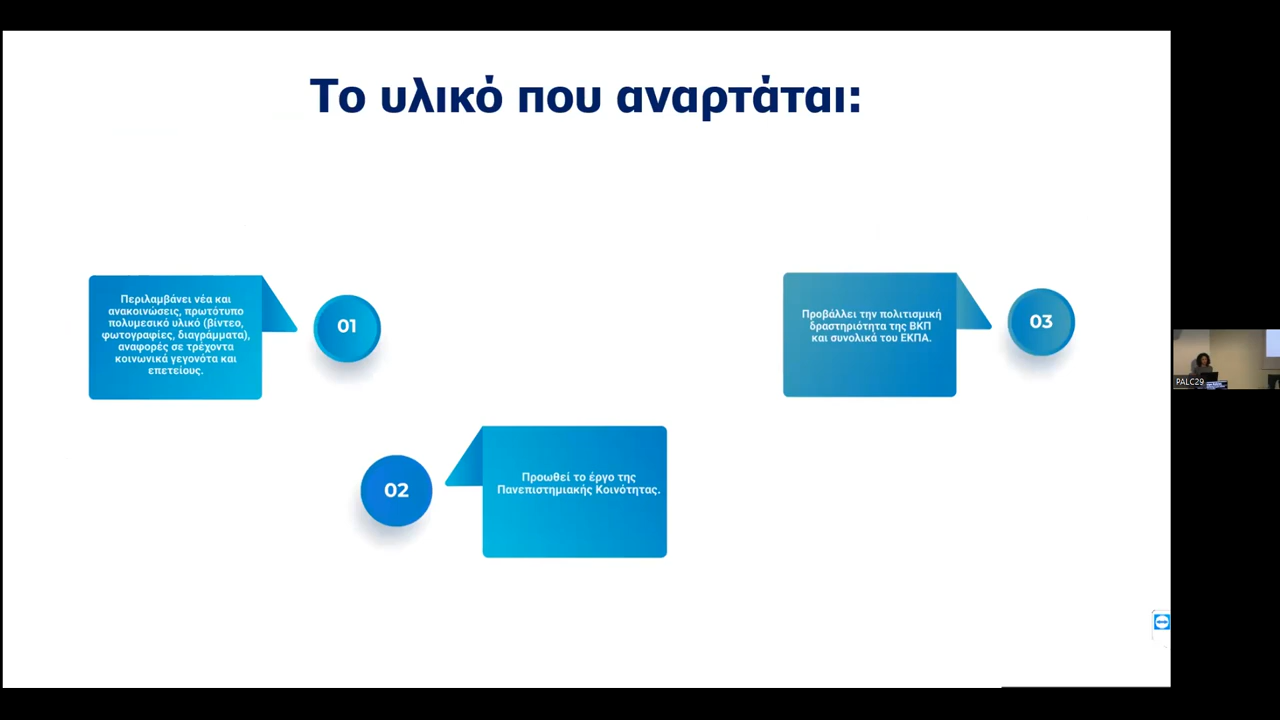 Το υλικό που αναρτάται:
Περιλαμβάνει νέα και
ανακοινώσεις, πρωτότυπο
πολυμεσικό υλικό (βίντεο,
φωτογραφίες, διαγράμματα),
αναφορές σε τρέχοντα
κοινωνικά γεγονότα και
επετείους.
01
02
Προωθεί το έργο της
Πανεπιστημιακής Κοινότητας.
Προβάλλει την πολιτισμική
δραστηριότητα της ΒΚΠ
και συνολικά του ΕΚΠΑ.
03
PALC29